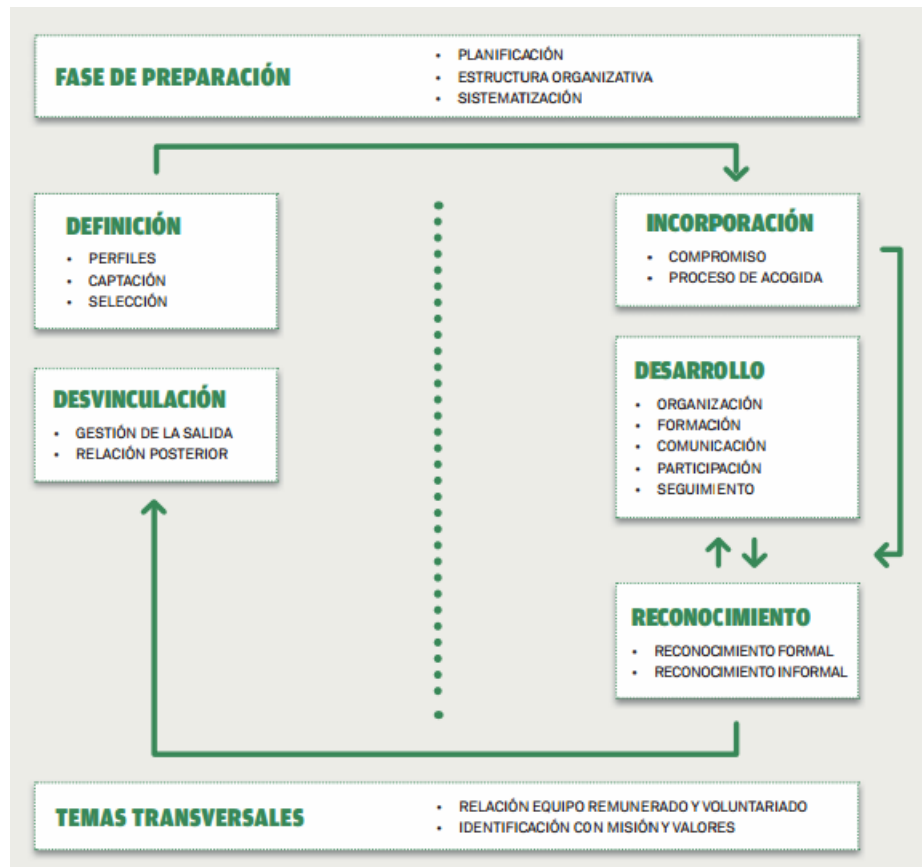 FASE DE PREPARACIÓN
• PLANIFICACIÓN
• ESTRUCTURA ORGANIZATIVA
• SISTEMATIZACIÓN
DEFINICIÓN
• PERFILES
• CAPTACIÓN
• SELECCIÓN
INCORPORACIÓN
• COMPROMISO
• PROCESO DE ACOGIDA
DESVINCULACIÓN
• GESTIÓN DE LA SALIDA
• RELACIÓN POSTERIOR
DESARROLLO
• ORGANIZACIÓN
• FORMACIÓN
• COMUNICACIÓN
• PARTICIPACIÓN
• SEGUIMIENTO
RECONOCIMIENTO
• RECONOCIMIENTO FORMAL
• RECONOCIMIENTO INFORMAL
TEMAS TRANSVERSALES
• RELACIÓN EQUIPO REMUNERADO Y VOLUNTARIADO
• IDENTIFICACIÓN CON MISIÓN Y VALORES